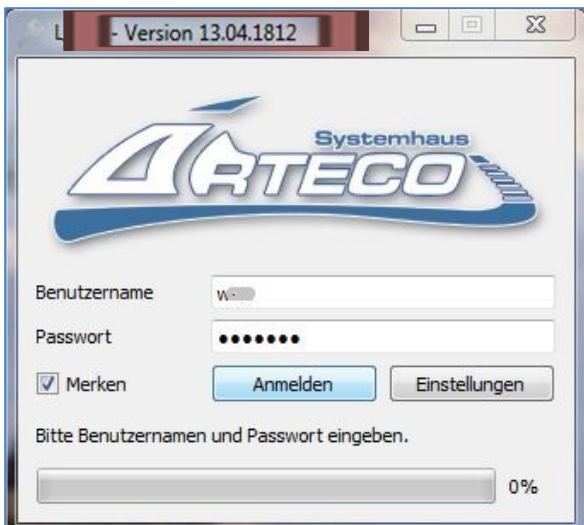 - Version 13.04.1812
Systemhaus
ARTECO
Benutzername
Passwort
Merken
Anmelden
Einstellungen
Bitte Benutzernamen und Passwort eingeben.
0%